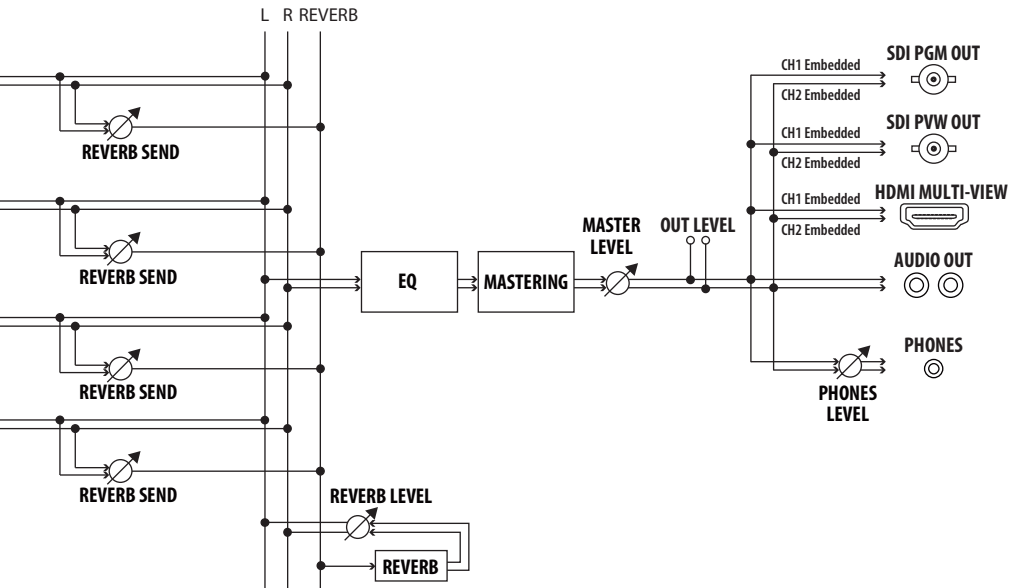 L R REVERB
REVERB SEND
REVERB SEND
REVERB SEND
REVERB SEND
REVERB LEVEL
REVERB
EQ
MASTERING
MASTER
LEVEL
OUT LEVEL
CH1 Embedded
CH2 Embedded
SDI PGM OUT
CH1 Embedded
CH2 Embedded
SDI PVW OUT
CH1 Embedded
CH2 Embedded
HDMI MULTI-VIEW
AUDIO OUT
PHONES
PHONES
LEVEL